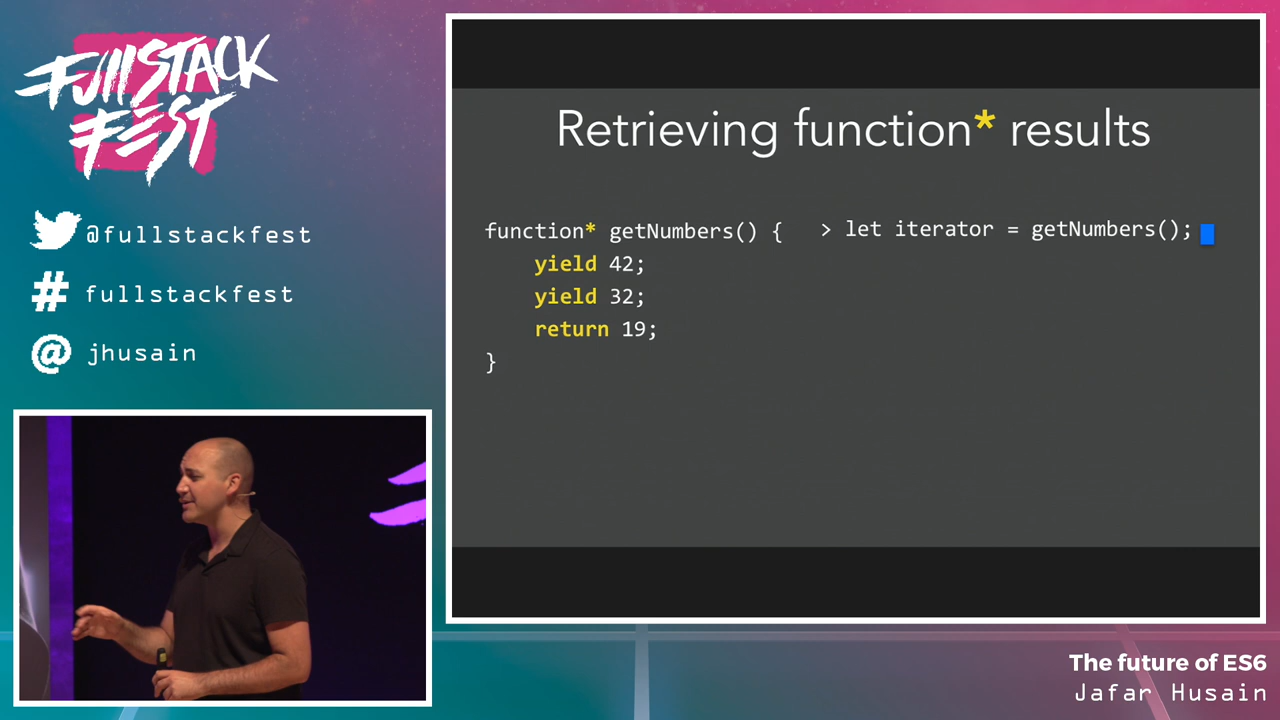 FullSTACK
FEST
@fullstackfest
# fullstackfest
@ jhusain
Retrieving function* results
function* getNumbers() {
    yield 42;
    yield 32;
    return 19;
}
> let iterator = getNumbers();
The future of ES6
Jafar Husain